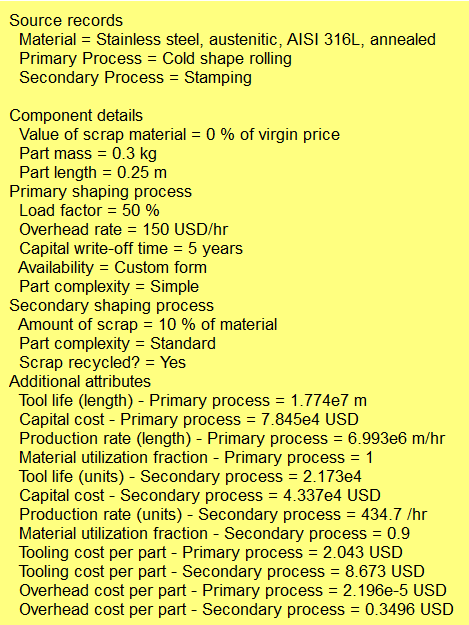 Source records
Material = Stainless steel, austenitic, AISI 316L, annealed
Primary Process = Cold shape rolling
Secondary Process = Stamping
Component details
Value of scrap material = 0 % of virgin price
Part mass = 0.3 kg
Part length = 0.25 m
Primary shaping process
Load factor = 50 %
Overhead rate = 150 USD/hr
Capital write-off time = 5 years
Availability = Custom form
Part complexity = Simple
Secondary shaping process
Amount of scrap = 10 % of material
Part complexity = Standard
Scrap recycled? = Yes
Additional attributes
Tool life (length) - Primary process = 1.774e7 m
Capital cost - Primary process = 7.845e4 USD
Production rate (length) - Primary process = 6.993e6 m/hr
Material utilization fraction - Primary process = 1
Tool life (units) - Secondary process = 2.173e4
Capital cost - Secondary process = 4.337e4 USD
Production rate (units) - Secondary process = 434.7 /hr
Material utilization fraction - Secondary process = 0.9
Tooling cost per part - Primary process = 2.043 USD
Tooling cost per part - Secondary process = 8.673 USD
Overhead cost per part - Primary process = 2.196e-5 USD
Overhead cost per part - Secondary process = 0.3496 USD